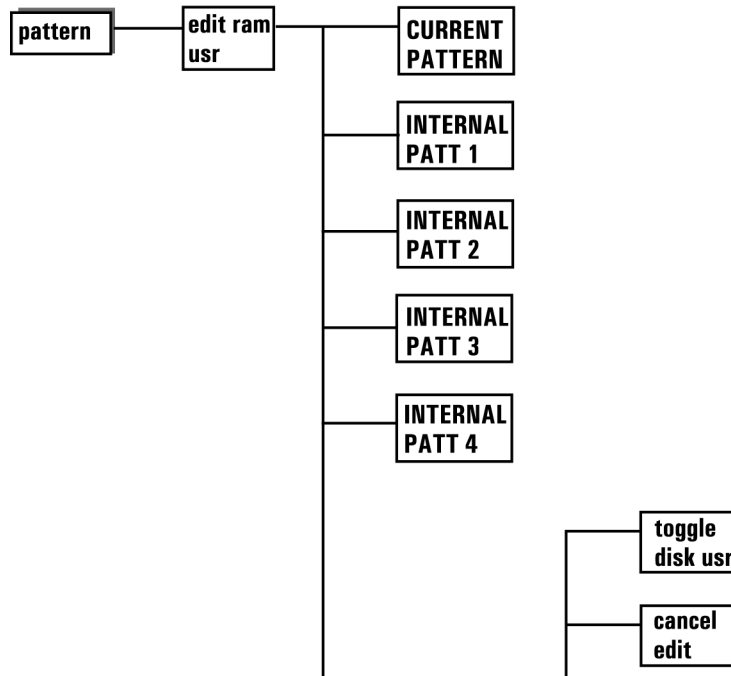 pattern
edit ram
usr
CURRENT
PATTERN
INTERNAL
PATT 1
INTERNAL
PATT 2
INTERNAL
PATT 3
INTERNAL
PATT 4
toggle
disk usr
cancel
edit